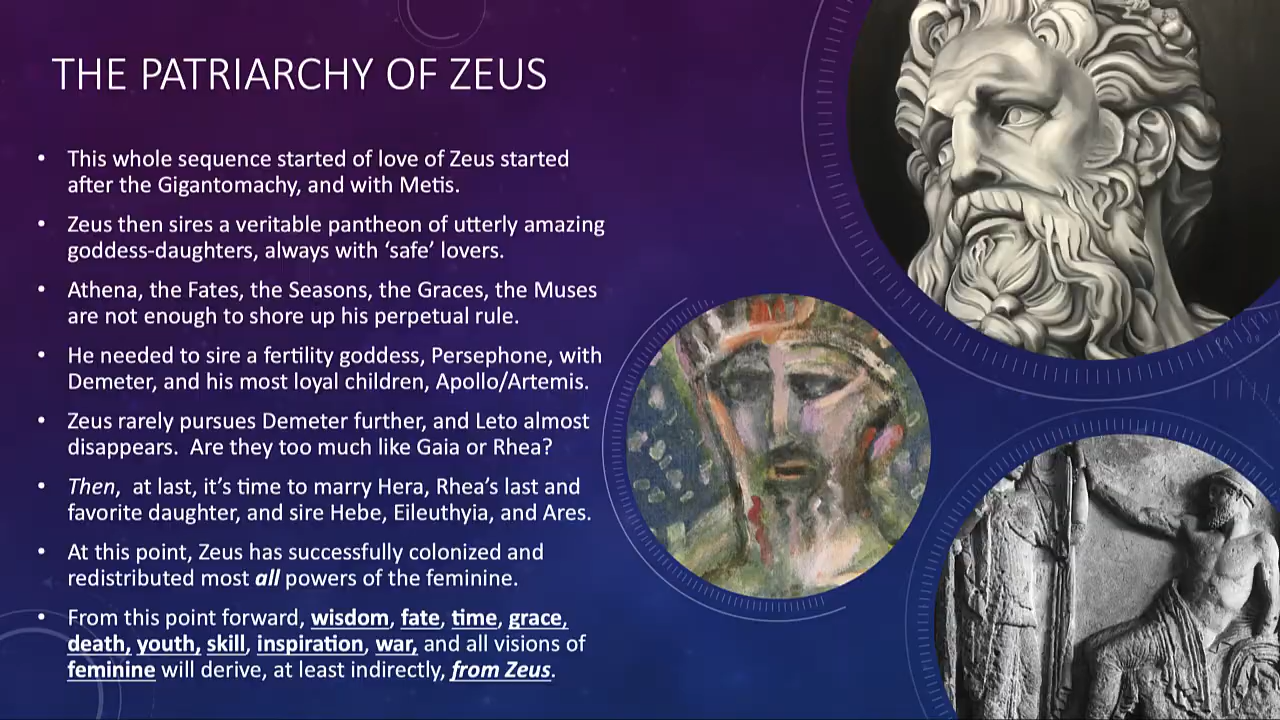 THE PATRIARCHY OF ZEUS
• This whole sequence started of love of Zeus started
after the Gigantomachy, and with Metis.
• Zeus then sires a veritable pantheon of utterly amazing
goddess-daughters, always with ‘safe’ lovers.
• Athena, the Fates, the Seasons, the Graces, the Muses
are not enough to shore up his perpetual rule.
• He needed to sire a fertility goddess, Persephone, with
Demeter, and his most loyal children, Apollo/Artemis.
• Zeus rarely pursues Demeter further, and Leto almost
disappears. Are they too much like Gaia or Rhea?
• Then, at last, it’s time to marry Hera, Rhea’s last and
favorite daughter, and sire Hebe, Eileuthyia, and Ares.
• At this point, Zeus has successfully colonized and
redistributed most all powers of the feminine.
• From this point forward, wisdom, fate, time, grace,
death, youth, skill, inspiration, war, and all visions of
feminine will derive, at least indirectly, from Zeus.